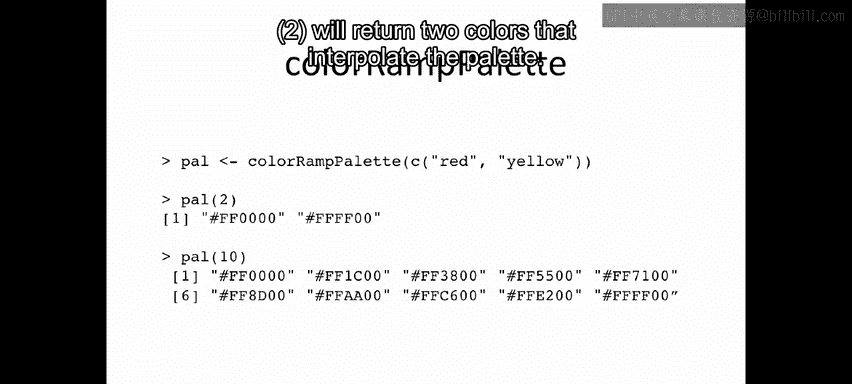 (2) will return two colors that
interpolate the palette.
colorRampPalette
> pal <- colorRampPalette(c("red", "yellow"))
> pal(2)
[1] "#FF0000" "#FFFF00"
> pal(10)
[1] "#FF0000" "#FF1C00" "#FF3800" "#FF5500" "#FF7100"
[6] "#FF8D00" "#FFAA00" "#FFC600" "#FFE200" "#FFFF00”